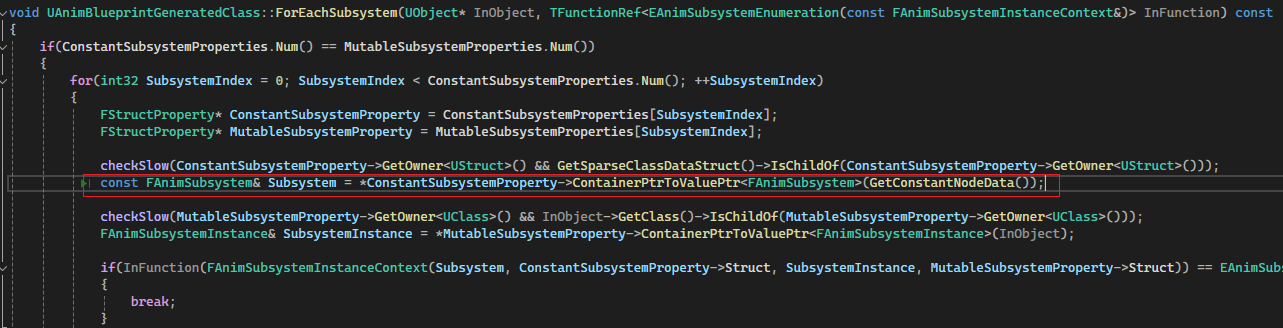 void UAnimBlueprintGeneratedClass::ForEachSubsystem(UObject* InObject, TFunctionRef<EAnimSubsystemEnumeration(const FAnimSubsystemInstanceContext&)> InFunction) const
{
if(ConstantSubsystemProperties.Num() == MutableSubsystemProperties.Num())
{
for(int32 SubsystemIndex = 0; SubsystemIndex < ConstantSubsystemProperties.Num(); ++SubsystemIndex)
{
FStructProperty* ConstantSubsystemProperty = ConstantSubsystemProperties[SubsystemIndex];
FStructProperty* MutableSubsystemProperty = MutableSubsystemProperties[SubsystemIndex];
checkSlow(ConstantSubsystemProperty->GetOwner<UStruct>() && GetSparseClassDataStruct()->IsChildOf(ConstantSubsystemProperty->GetOwner<UStruct>()));
const FAnimSubsystem& Subsystem = *ConstantSubsystemProperty->ContainerPtrToValuePtr<FAnimSubsystem>(GetConstantNodeData());
checkSlow(MutableSubsystemProperty->GetOwner<UClass>() && InObject->GetClass()->IsChildOf(MutableSubsystemProperty->GetOwner<UClass>()));
FAnimSubsystemInstance& SubsystemInstance = *MutableSubsystemProperty->ContainerPtrToValuePtr<FAnimSubsystemInstance>(InObject);
if(InFunction(FAnimSubsystemInstanceContext(Subsystem, ConstantSubsystemProperty->Struct, SubsystemInstance, MutableSubsystemProperty->Struct)) == EAnimSubs
{
break;
}